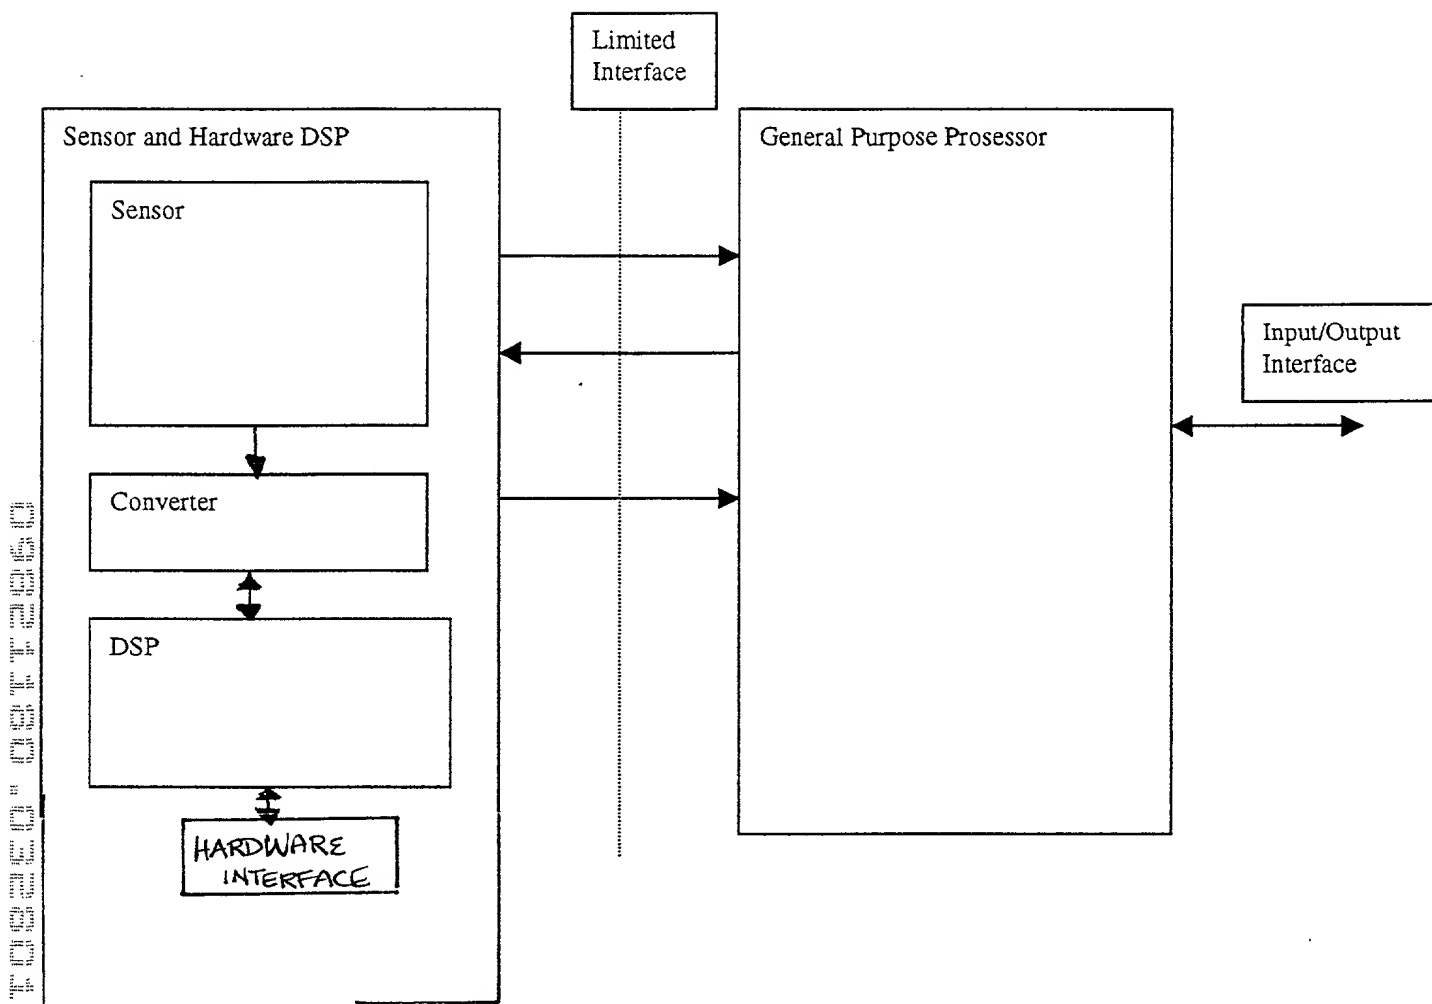 Limited
Interface
Sensor and Hardware DSP
General Purpose Prosessor
Sensor
Input/Output
Interface
Converter
DSP
HARDWARE
INTERFACE